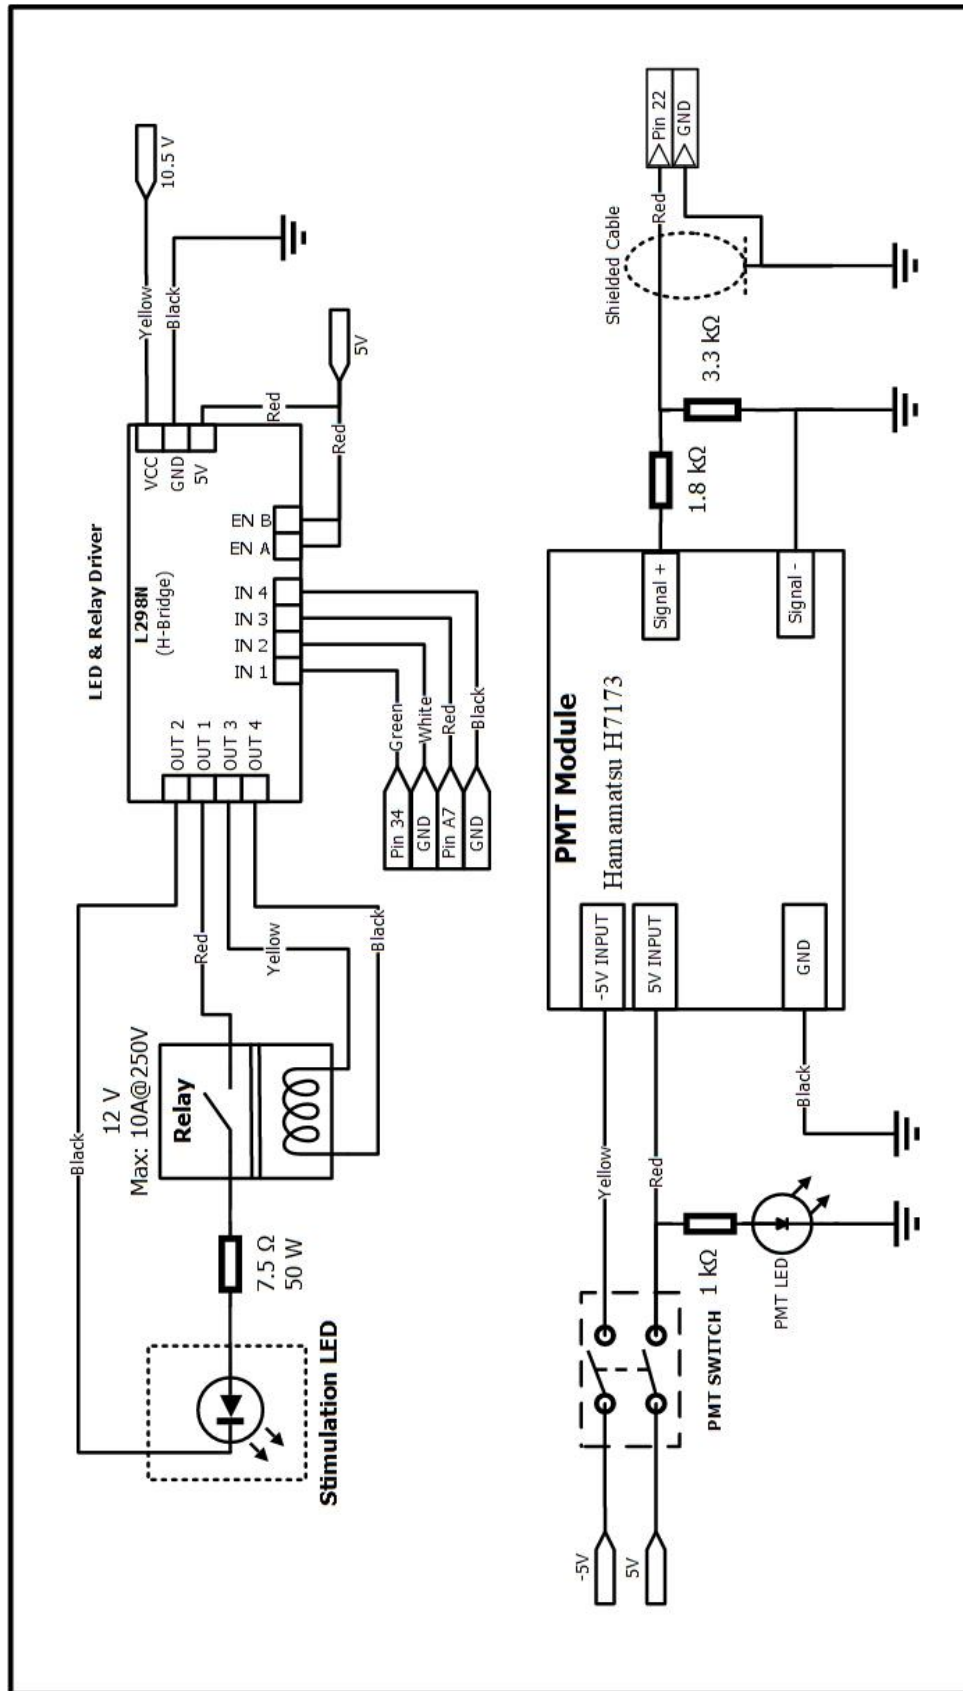 LED & Relay Driver
L298N
(H-Bridge)
VCC
GND
5V
EN B
EN A
IN 4
IN 3
IN 2
IN 1
OUT 2
OUT 1
OUT 3
OUT 4
10.5 V
Yellow
Black
Red
Red
5V
Green
White
Red
Black
Pin 34
GND
Pin A7
GND
Black
Red
Yellow
Black
12 V
Max: 10A@250V
Relay
7.5 Ω
50 W
Stimulation LED
PMT Module
Hamamatsu H7173
-5V INPUT
5V INPUT
GND
Signal +
Signal -
1.8 kΩ
3.3 kΩ
Shielded Cable
Red
Pin 22
GND
Yellow
Red
Black
1 kΩ
PMT LED
PMT SWITCH
-5V
5V